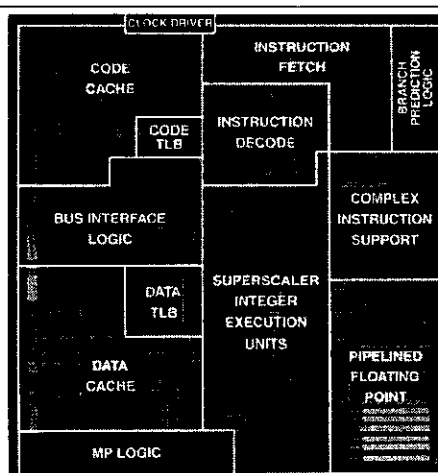 CLOCK DRIVER
CODE
CACHE
CODE
TLB
INSTRUCTION
FETCH
BRANCH
PREDICTION
LOGIC
INSTRUCTION
DECODE
BUS INTERFACE
LOGIC
COMPLEX
INSTRUCTION
SUPPORT
DATA
TLB
SUPERSCALER
INTEGER
EXECUTION
UNITS
DATA
CACHE
PIPELINED
FLOATING
POINT
MP LOGIC